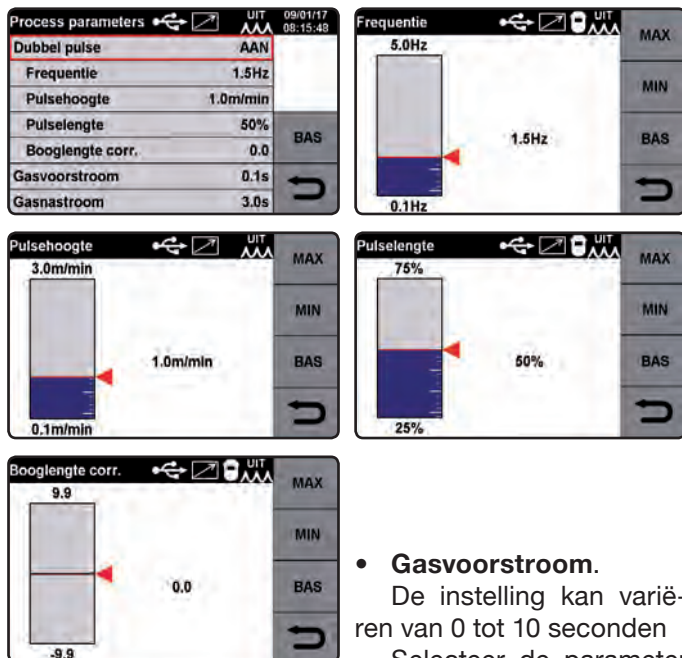 Process parameters UIT 09/01/17 08:15:48
Dubbel pulse AAN
Frequentie 1.5Hz
Pulsehoogte 1.0m/min
Pulselengte 50%
Booglengte corr. 0.0
Gasvoorstroom 0.1s
Gasnastroom 3.0s
BAS
Frequentie UIT
5.0Hz
1.5Hz
0.1Hz
MAX
MIN
BAS
Pulsehoogte UIT
3.0m/min
1.0m/min
0.1m/min
MAX
MIN
BAS
Pulselengte UIT
75%
50%
25%
MAX
MIN
BAS
Booglengte corr. UIT
9.9
0.0
-9.9
MAX
MIN
BAS
• Gasvoorstroom.
De instelling kan varië-
ren van 0 tot 10 seconden